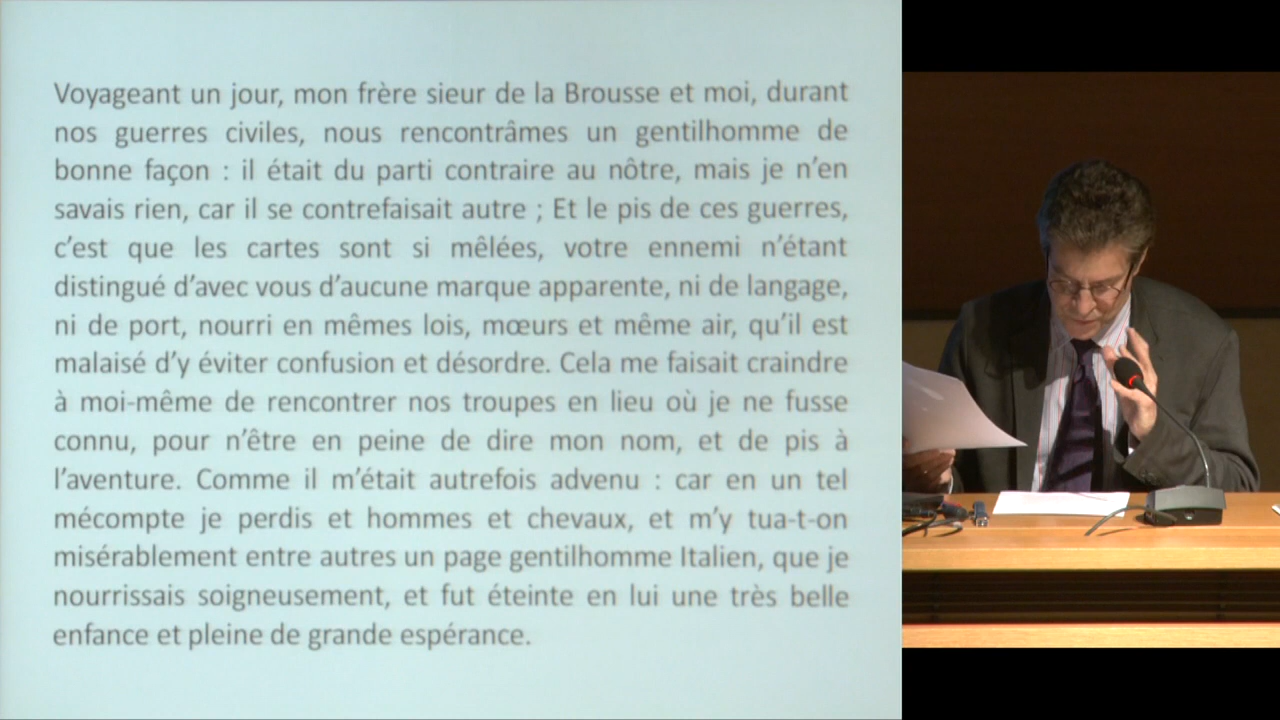 Voyageant un jour, mon frère sieur de la Brousse et moi, durant
nos guerres civiles, nous rencontrâmes un gentilhomme de
bonne façon : il était du parti contraire au nôtre, mais je n’en
savais rien, car il se contrefaisait autre ; Et le pis de ces guerres,
c’est que les cartes sont si mêlées, votre ennemi n’étant
distingué d’avec vous d’aucune marque apparente, ni de langage,
ni de port, nourri en mêmes lois, mœurs et même air, qu’il est
malaisé d’y éviter confusion et désordre. Cela me faisait craindre
à moi-même de rencontrer nos troupes en lieu où je ne fusse
connu, pour n’être en peine de dire mon nom, et de pis à
l’aventure. Comme il m’était autrefois advenu : car en un tel
mécompte je perdis et hommes et chevaux, et m’y tua-t-on
misérablement entre autres un page gentilhomme Italien, que je
nourrissais soigneusement, et fut éteinte en lui une très belle
enfance et pleine de grande espérance.